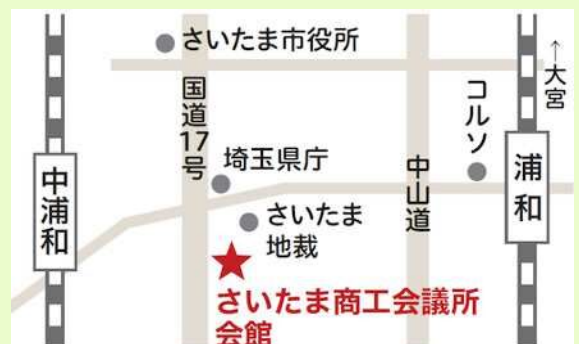 さいたま市役所
↑大宮
国道17号
コルソ
埼玉県庁
中山道
浦和
中浦和
さいたま
地裁
さいたま商工会議所
会館